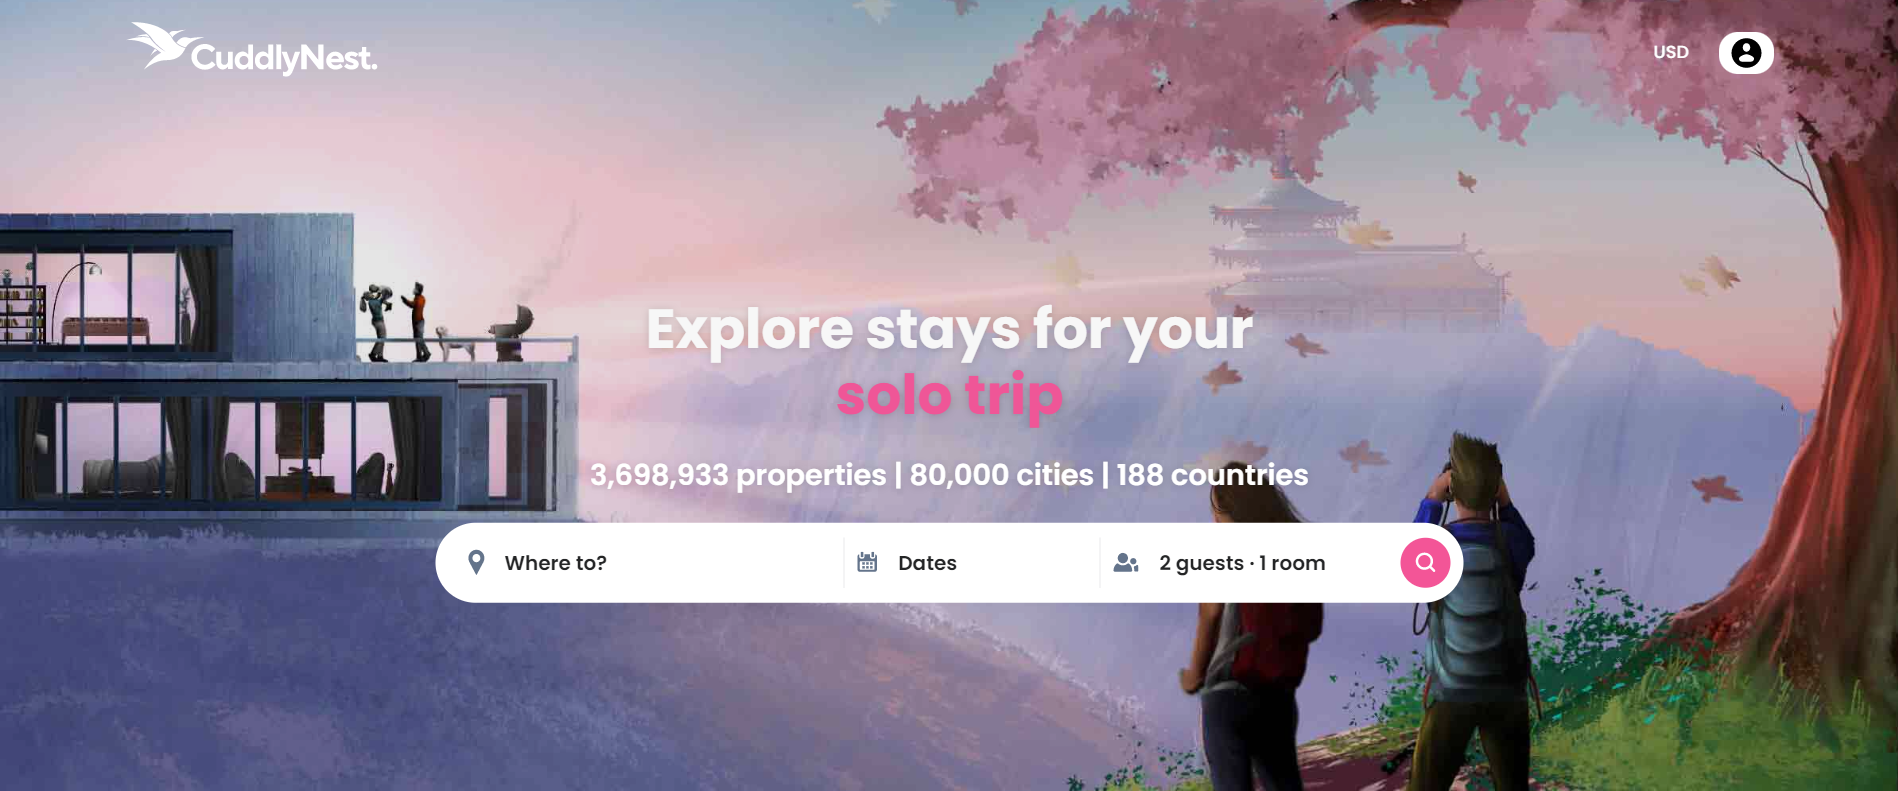 CuddlyNest.
USD
Explore stays for your
solo trip
3,698,933 properties | 80,000 cities | 188 countries
Where to?
Dates
2 guests · 1 room